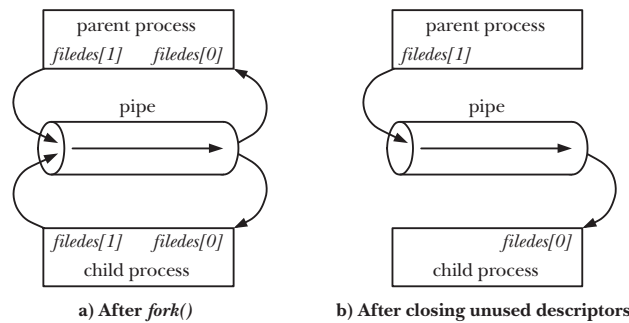 parent process
filedes[1] filedes[0]
pipe
filedes[1] filedes[0]
child process
a) After fork()
parent process
filedes[1]
pipe
filedes[0]
child process
b) After closing unused descriptors